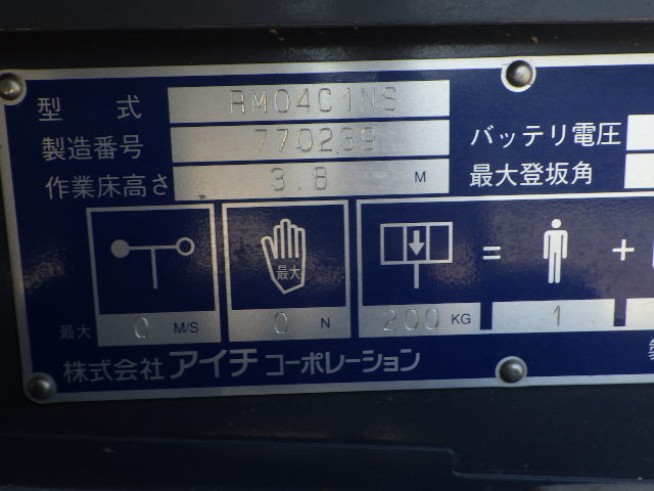 型 式 RM04C1NS
製造番号 770239 バッテリ電圧
作業床高さ 3.8 M 最大登坂角
最大
= +
最大 0 M/S 0 N 200 KG 1
株式会社 アイチ コーポレーション